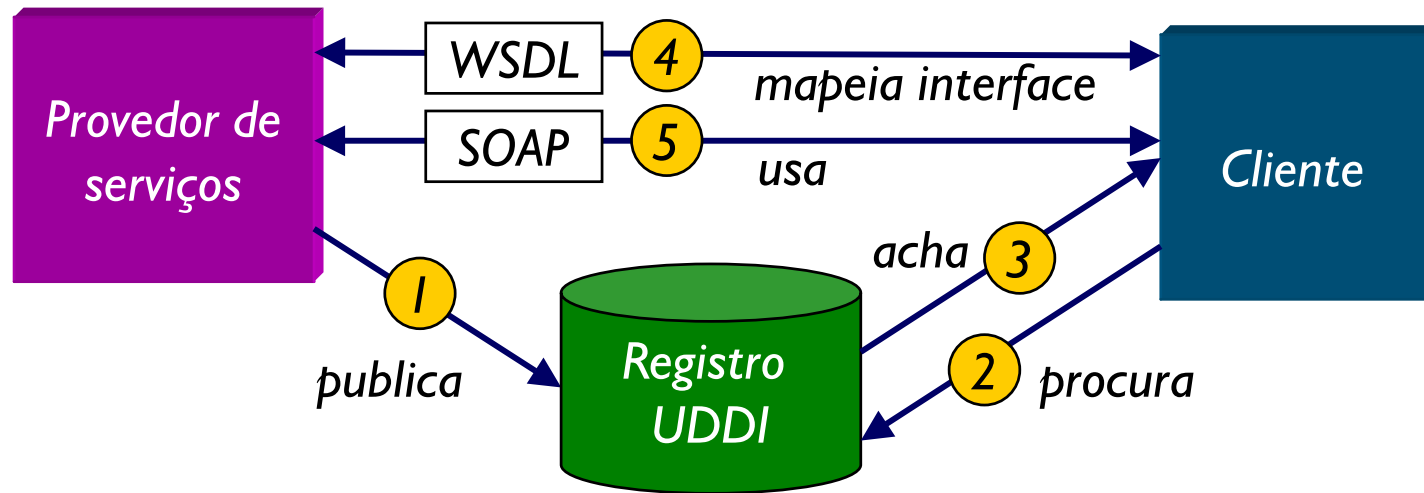 WSDL
4
mapeia interface
Provedor de
serviços
SOAP
5
usa
Cliente
acha
3
1
publica
Registro
UDDI
2
procura